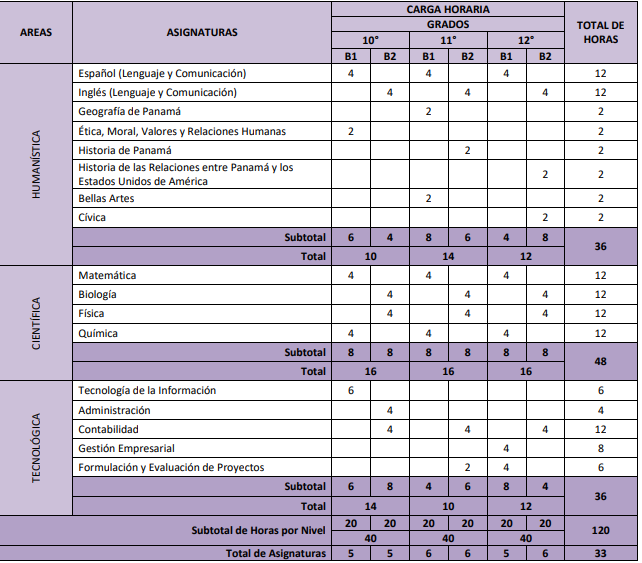 AREAS ASIGNATURAS CARGA HORARIA TOTAL DE HORAS
GRADOS
10° 11° 12°
B1 B2 B1 B2 B1 B2
HUMANÍSTICA
Español (Lenguaje y Comunicación) 4 4 4 12
Inglés (Lenguaje y Comunicación) 4 4 4 12
Geografía de Panamá 2 2
Ética, Moral, Valores y Relaciones Humanas 2 2
Historia de Panamá 2 2
Historia de las Relaciones entre Panamá y los
Estados Unidos de América 2 2
Bellas Artes 2 2
Cívica 2 2
Subtotal 6 4 8 6 4 8 36
Total 10 14 12
CIENTÍFICA
Matemática 4 4 4 12
Biología 4 4 4 12
Física 4 4 4 12
Química 4 4 4 12
Subtotal 8 8 8 8 8 8 48
Total 16 16 16
TECNOLÓGICA
Tecnología de la Información 6 6
Administración 4 4
Contabilidad 4 4 4 12
Gestión Empresarial 4 8
Formulación y Evaluación de Proyectos 2 4 6
Subtotal 6 8 4 6 8 4 36
Total 14 10 12
Subtotal de Horas por Nivel 20 20 20 20 20 20 120
40 40 40
Total de Asignaturas 5 5 6 6 5 6 33